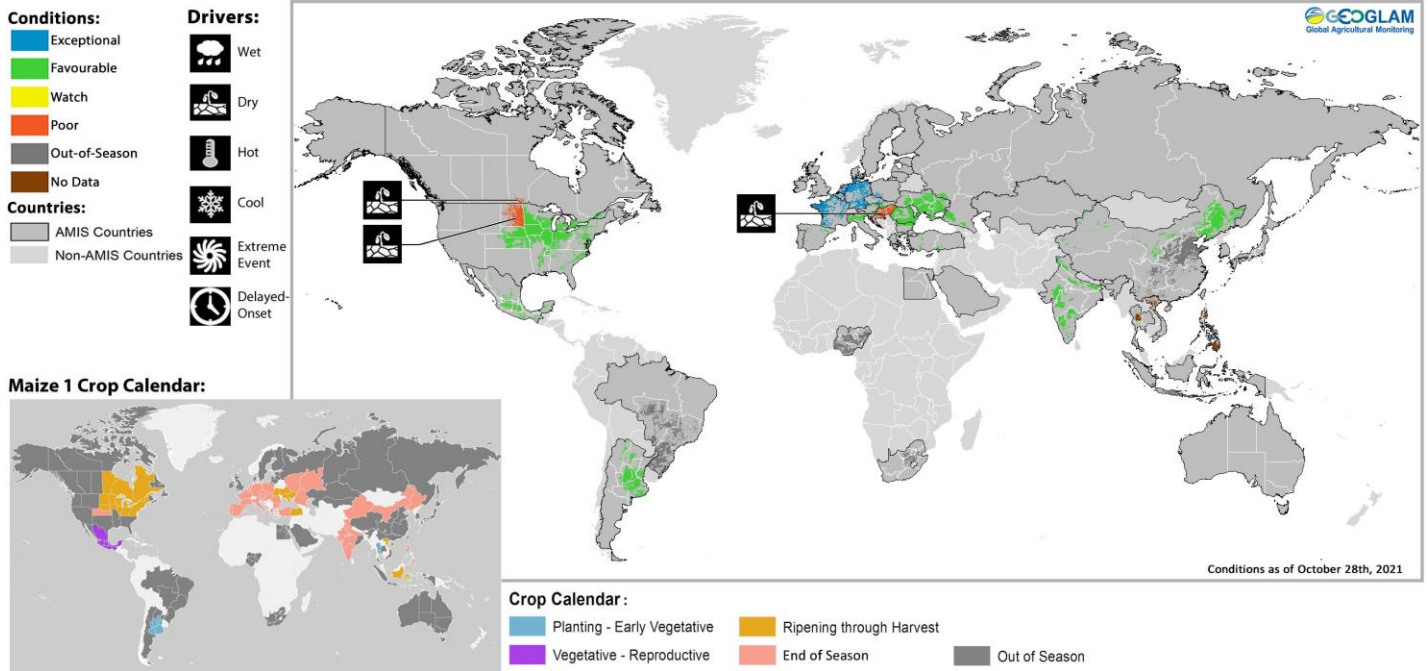 Conditions:
Exceptional
Favourable
Watch
Poor
Out-of-Season
No Data
Countries:
AMIS Countries
Non-AMIS Countries
Drivers:
Wet
Dry
Hot
Cool
Extreme
Event
Delayed-
Onset
GEOGLAM
Global Agricultural Monitoring
Conditions as of October 28th, 2021
Maize 1 Crop Calendar:
Crop Calendar :
Planting - Early Vegetative
Vegetative - Reproductive
Ripening through Harvest
End of Season
Out of Season